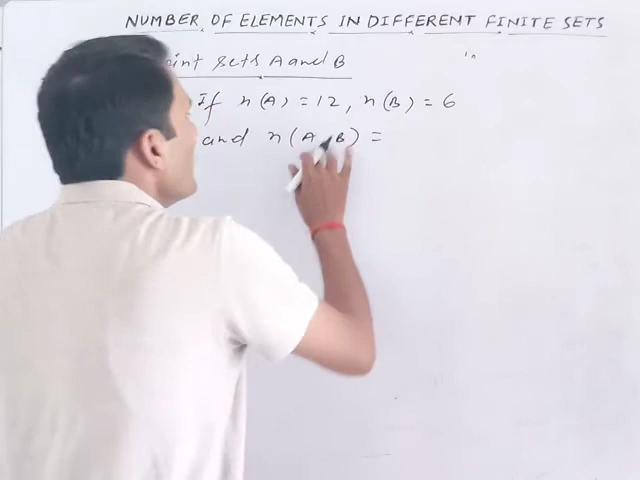 NUMBER OF ELEMENTS IN DIFFERENT FINITE SETS
sets A and B
If n(A) = 12, n(B) = 6
and n(A B) =